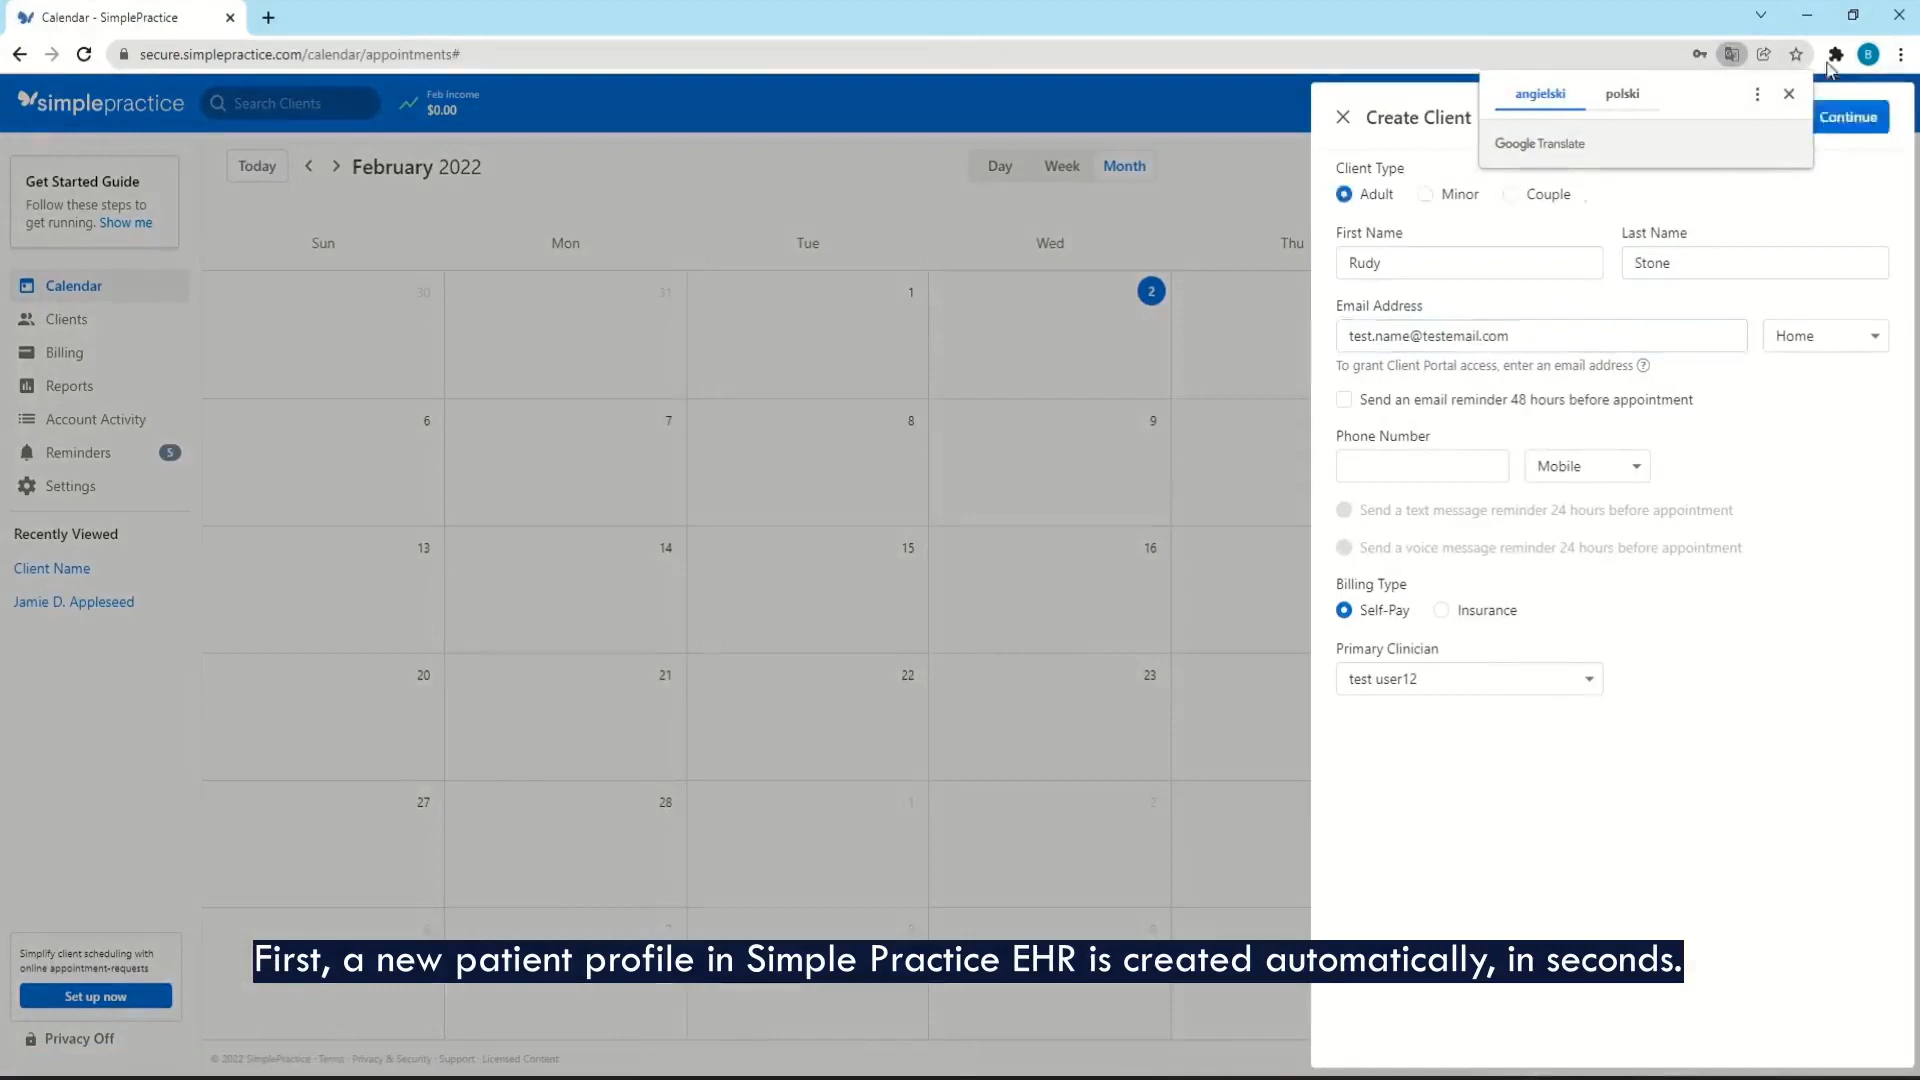 Calendar - SimplePractice
secure.simplepractice.com/calendar/appointments#
B
simplepractice
Search Clients
Feb income
$0.00
angielski
polski
Google Translate
Create Client
Continue
Get Started Guide
Follow these steps to
get running. Show me
Calendar
Clients
Billing
Reports
Account Activity
Reminders
5
Settings
Recently Viewed
Client Name
Jamie D. Appleseed
Simplify client scheduling with
online appointment-requests
Set up now
Privacy Off
Today
February 2022
Day
Week
Month
Sun
Mon
Tue
Wed
Thu
30
31
1
2
6
7
8
9
13
14
15
16
20
21
22
23
27
28
1
2
© 2022 SimplePractice · Terms · Privacy & Security · Support · Licensed Content
Client Type
Adult
Minor
Couple
First Name
Last Name
Rudy
Stone
Email Address
test.name@testemail.com
Home
To grant Client Portal access, enter an email address
Send an email reminder 48 hours before appointment
Phone Number
Mobile
Send a text message reminder 24 hours before appointment
Send a voice message reminder 24 hours before appointment
Billing Type
Self-Pay
Insurance
Primary Clinician
test user12
First, a new patient profile in Simple Practice EHR is created automatically, in seconds.